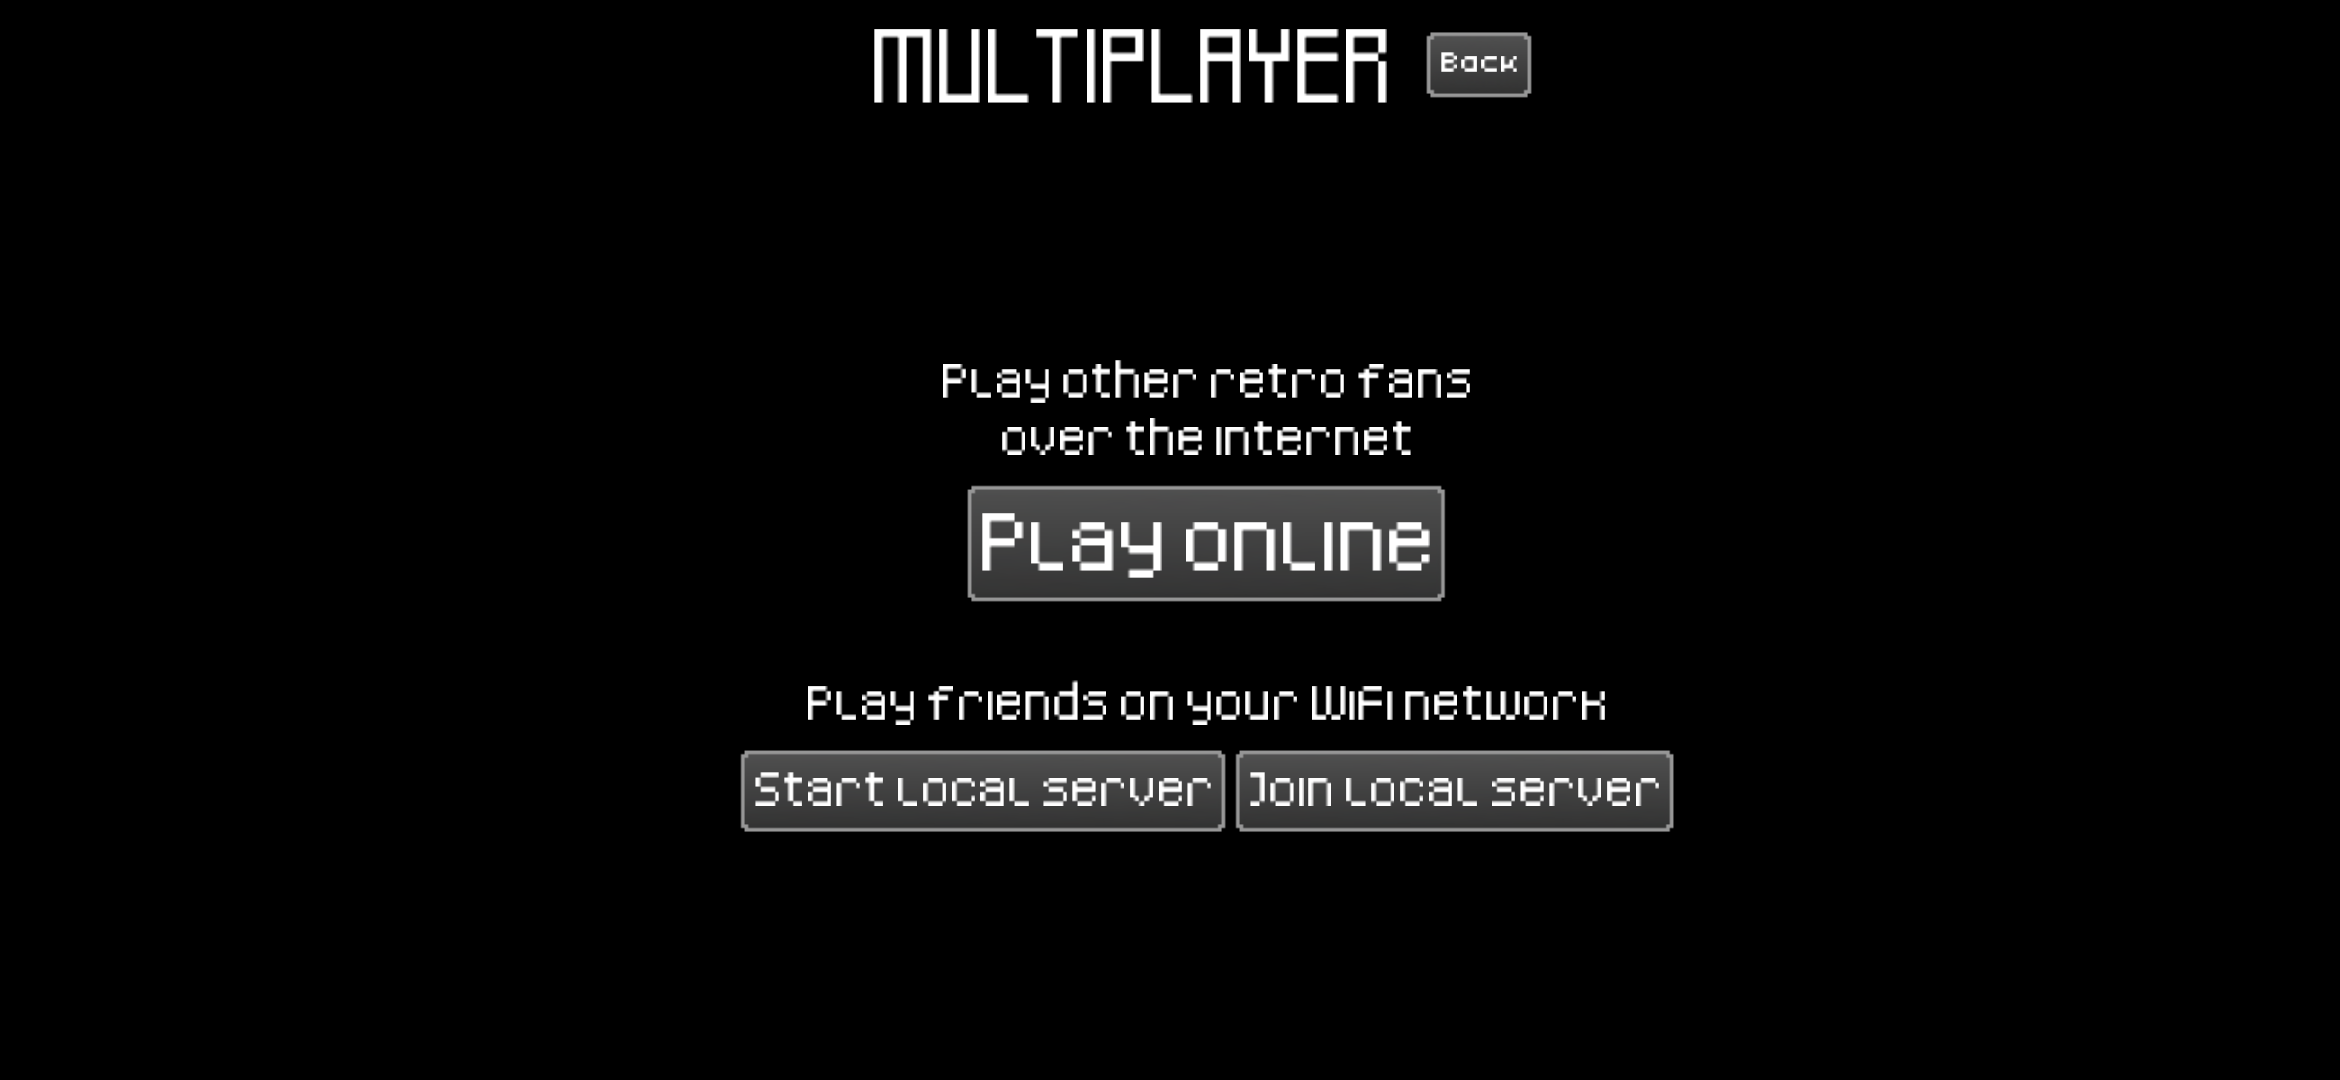 MULTIPLAYER Back
Play other retro fans
over the internet
Play online
Play friends on your WiFi network
Start local server Join local server